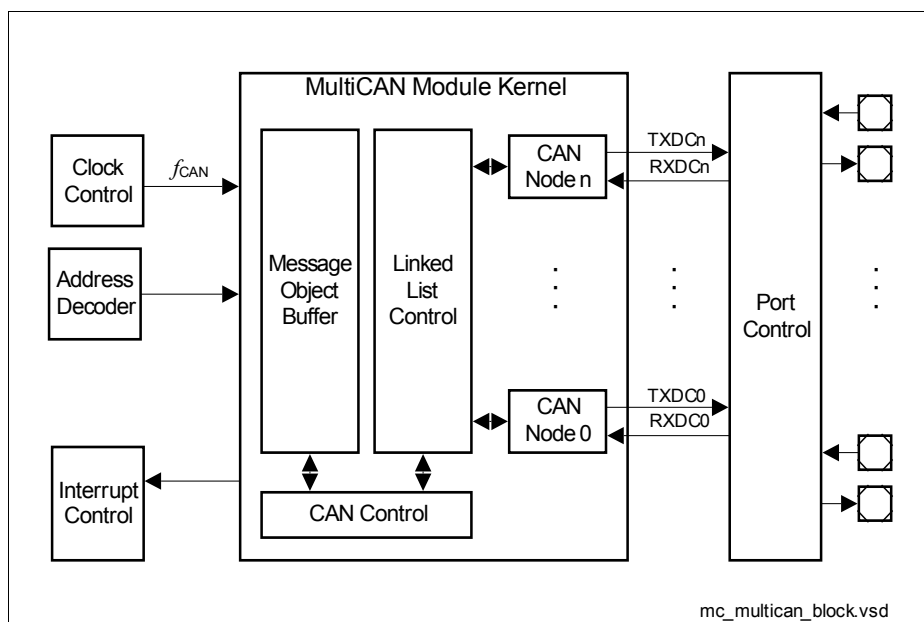 MultiCAN Module Kernel
Clock
Control
fCAN
Address
Decoder
Interrupt
Control
Message
Object
Buffer
Linked
List
Control
CAN Control
CAN
Node n
CAN
Node 0
TXDCn
RXDCn
TXDC0
RXDC0
Port
Control
mc_multican_block.vsd